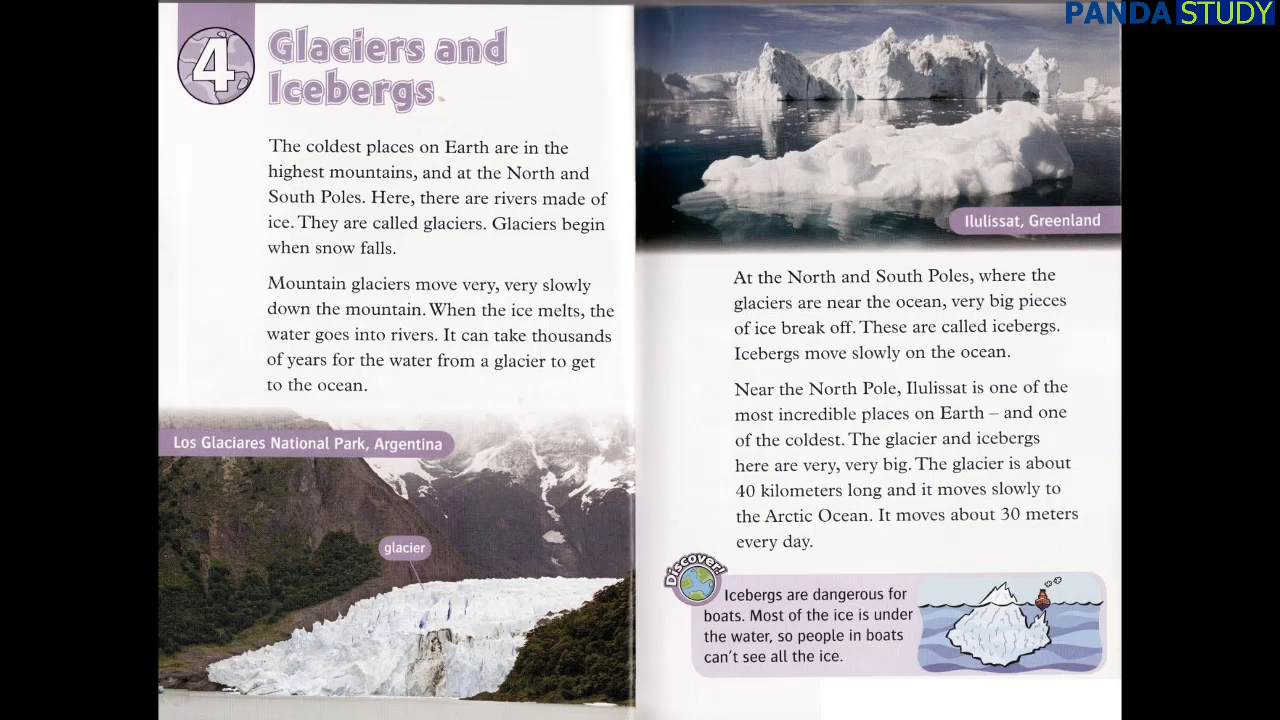 PANDA STUDY
4
Glaciers and
Icebergs
The coldest places on Earth are in the
highest mountains, and at the North and
South Poles. Here, there are rivers made of
ice. They are called glaciers. Glaciers begin
when snow falls.
Mountain glaciers move very, very slowly
down the mountain. When the ice melts, the
water goes into rivers. It can take thousands
of years for the water from a glacier to get
to the ocean.
Los Glaciares National Park, Argentina
glacier
Ilulissat, Greenland
At the North and South Poles, where the
glaciers are near the ocean, very big pieces
of ice break off. These are called icebergs.
Icebergs move slowly on the ocean.
Near the North Pole, Ilulissat is one of the
most incredible places on Earth – and one
of the coldest. The glacier and icebergs
here are very, very big. The glacier is about
40 kilometers long and it moves slowly to
the Arctic Ocean. It moves about 30 meters
every day.
Discover!
Icebergs are dangerous for
boats. Most of the ice is under
the water, so people in boats
can't see all the ice.